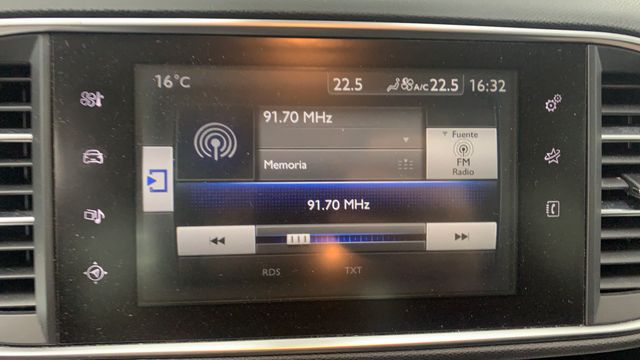 16°C 22.5 A/C 22.5 16:32
91.70 MHz
Fuente
FM
Radio
Memoria
91.70 MHz
RDS TXT